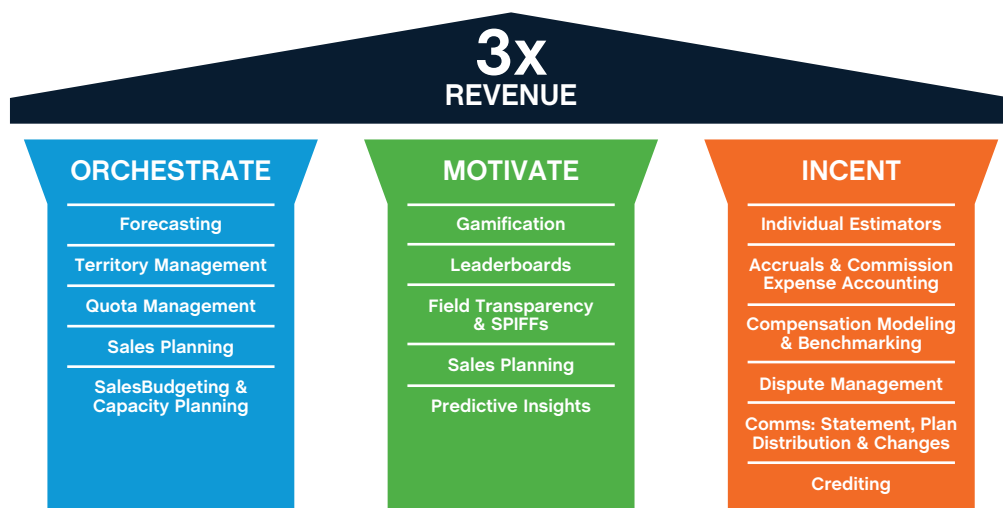 3x
REVENUE
ORCHESTRATE
Forecasting
Territory Management
Quota Management
Sales Planning
SalesBudgeting &
Capacity Planning
MOTIVATE
Gamification
Leaderboards
Field Transparency
& SPIFFs
Sales Planning
Predictive Insights
INCENT
Individual Estimators
Accruals & Commission
Expense Accounting
Compensation Modeling
& Benchmarking
Dispute Management
Comms: Statement, Plan
Distribution & Changes
Crediting